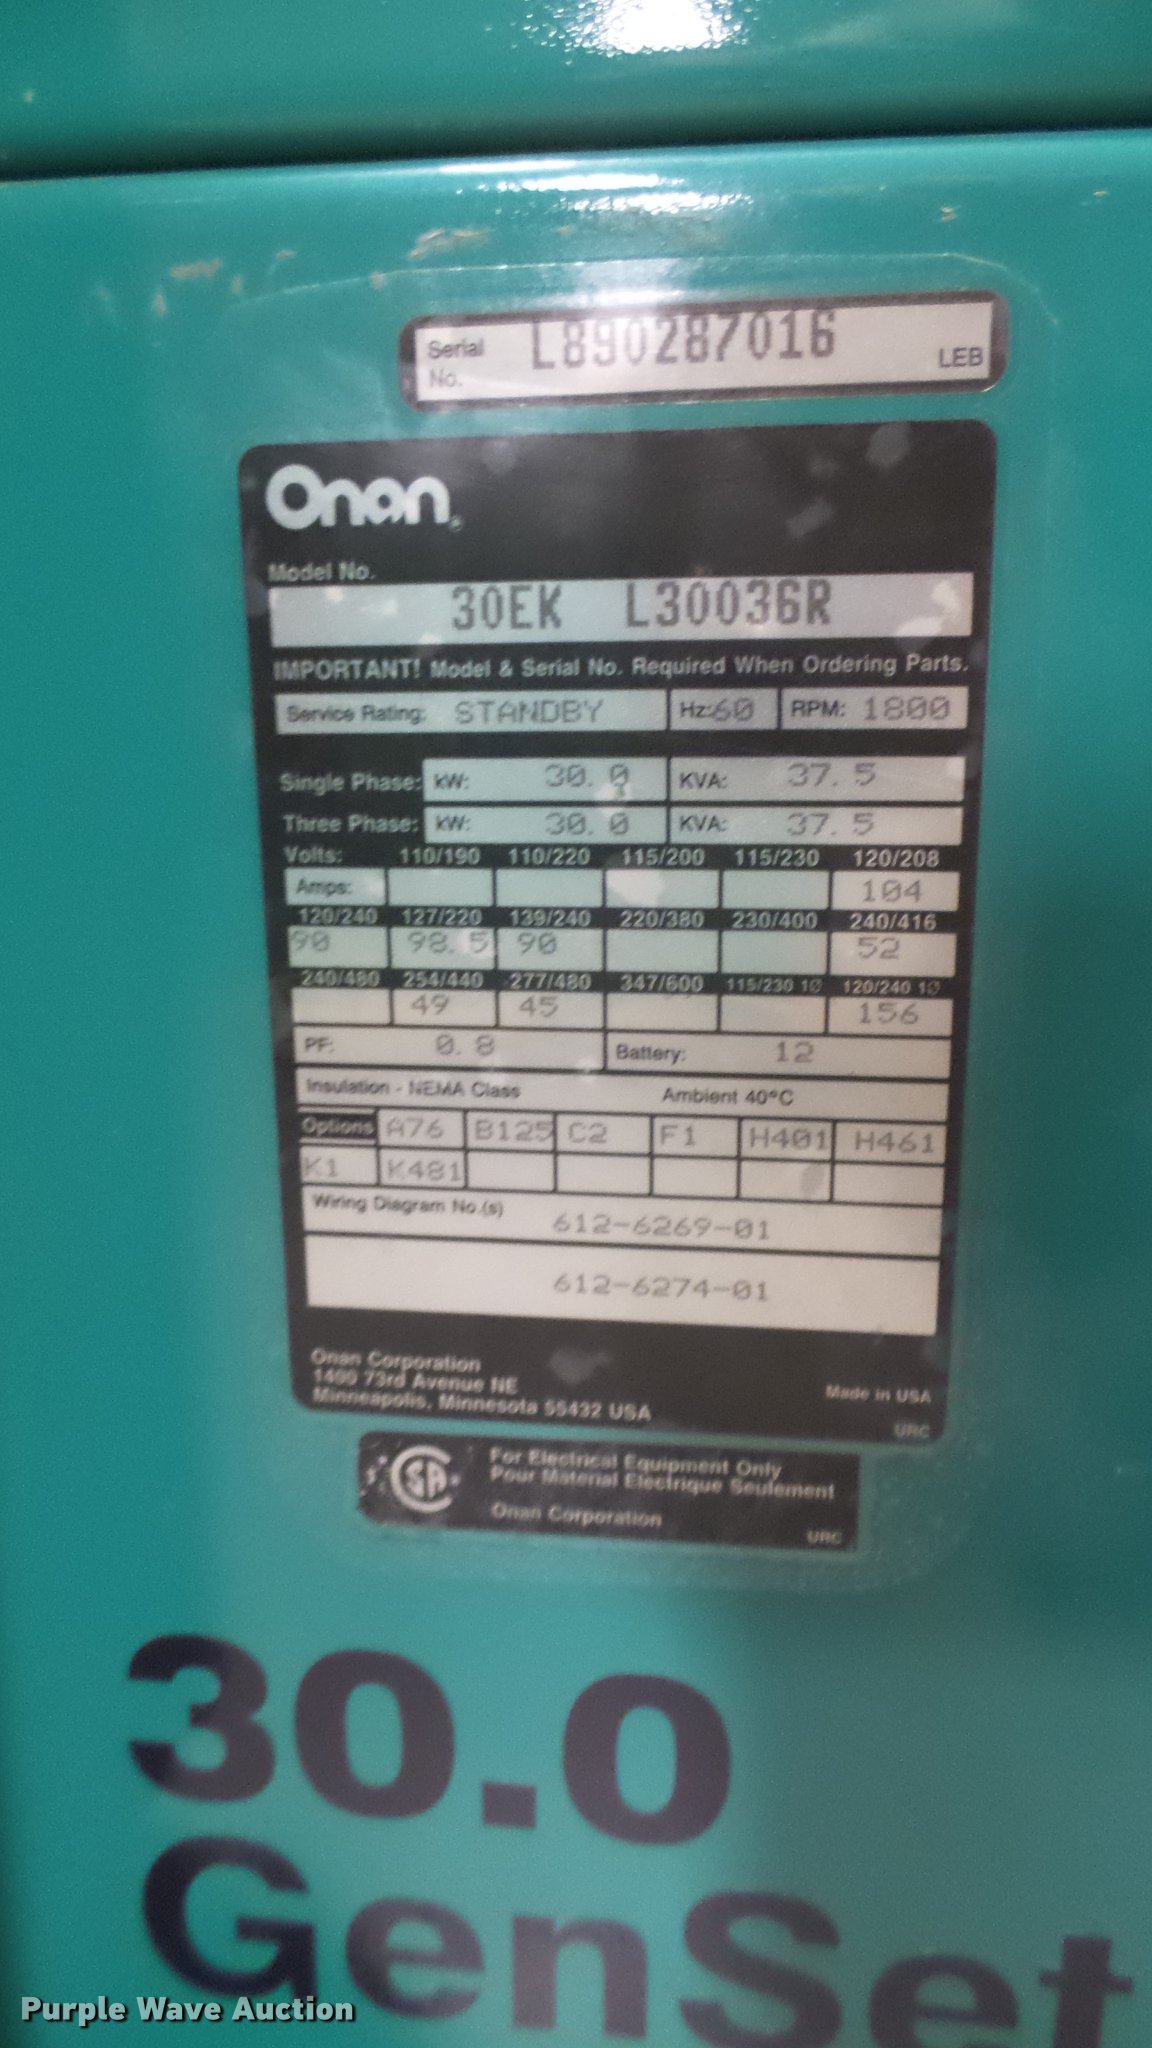 Serial No. L890287016 LEB
Onan
Model No.
30EK L30036R
IMPORTANT! Model & Serial No. Required When Ordering Parts.
Service Rating: STANDBY Hz: 60 RPM: 1800
Single Phase: kW: 30.0 KVA: 37.5
Three Phase: kW: 30.0 KVA: 37.5
Volts: 110/190 110/220 115/200 115/230 120/208
Amps: 104
120/240 127/220 139/240 220/380 230/400 240/416
90 98.5 90 52
240/480 254/440 277/480 347/600 115/230 1Ø 120/240 1Ø
49 45 156
PF: 0.8 Battery: 12
Insulation - NEMA Class Ambient 40°C
Options A76 B125 C2 F1 H401 H461
K1 K481
Wiring Diagram No.(s) 612-6269-01
612-6274-01
Onan Corporation
1400 73rd Avenue NE
Minneapolis, Minnesota 55432 USA
Made in USA
URC
SA
For Electrical Equipment Only
Pour Material Electrique Seulement
Onan Corporation
URC
30.0
GenSet
Purple Wave Auction